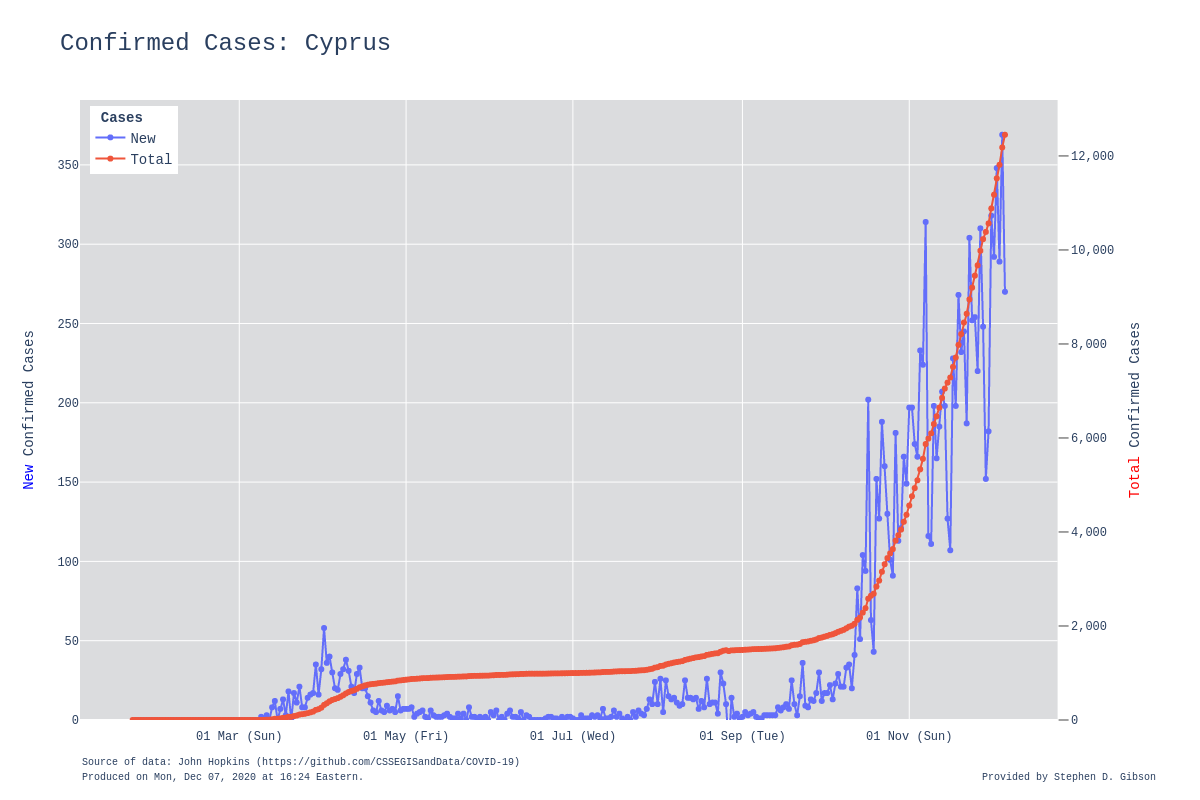 Confirmed Cases: Cyprus
Cases
New
Total
350
300
250
200
150
100
50
0
12,000
10,000
8,000
6,000
4,000
2,000
0
New Confirmed Cases
Total Confirmed Cases
01 Mar (Sun)
01 May (Fri)
01 Jul (Wed)
01 Sep (Tue)
01 Nov (Sun)
Source of data: John Hopkins (https://github.com/CSSEGISandData/COVID-19)
Produced on Mon, Dec 07, 2020 at 16:24 Eastern.
Provided by Stephen D. Gibson